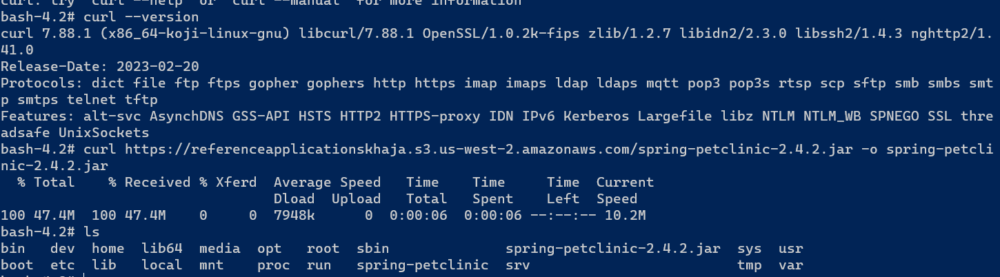 curl: try 'curl --help' or 'curl --manual' for more information
bash-4.2# curl --version
curl 7.88.1 (x86_64-koji-linux-gnu) libcurl/7.88.1 OpenSSL/1.0.2k-fips zlib/1.2.7 libidn2/2.3.0 libssh2/1.4.3 nghttp2/1.
41.0
Release-Date: 2023-02-20
Protocols: dict file ftp ftps gopher gophers http https imap imaps ldap ldaps mqtt pop3 pop3s rtsp scp sftp smb smbs smt
p smtps telnet tftp
Features: alt-svc AsynchDNS GSS-API HSTS HTTP2 HTTPS-proxy IDN IPv6 Kerberos Largefile libz NTLM NTLM_WB SPNEGO SSL thre
adsafe UnixSockets
bash-4.2# curl https://referenceapplicationskhaja.s3.us-west-2.amazonaws.com/spring-petclinic-2.4.2.jar -o spring-petcli
nic-2.4.2.jar
  % Total    % Received % Xferd  Average Speed   Time    Time     Time  Current
                                 Dload  Upload   Total   Spent    Left  Speed
100 47.4M  100 47.4M    0     0  7948k      0  0:00:06  0:00:06 --:--:-- 10.2M
bash-4.2# ls
bin   dev  home  lib64  media  opt   root  sbin              spring-petclinic-2.4.2.jar  sys  usr
boot  etc  lib   local  mnt    proc  run   spring-petclinic  srv                         tmp  var
bash-4.2#